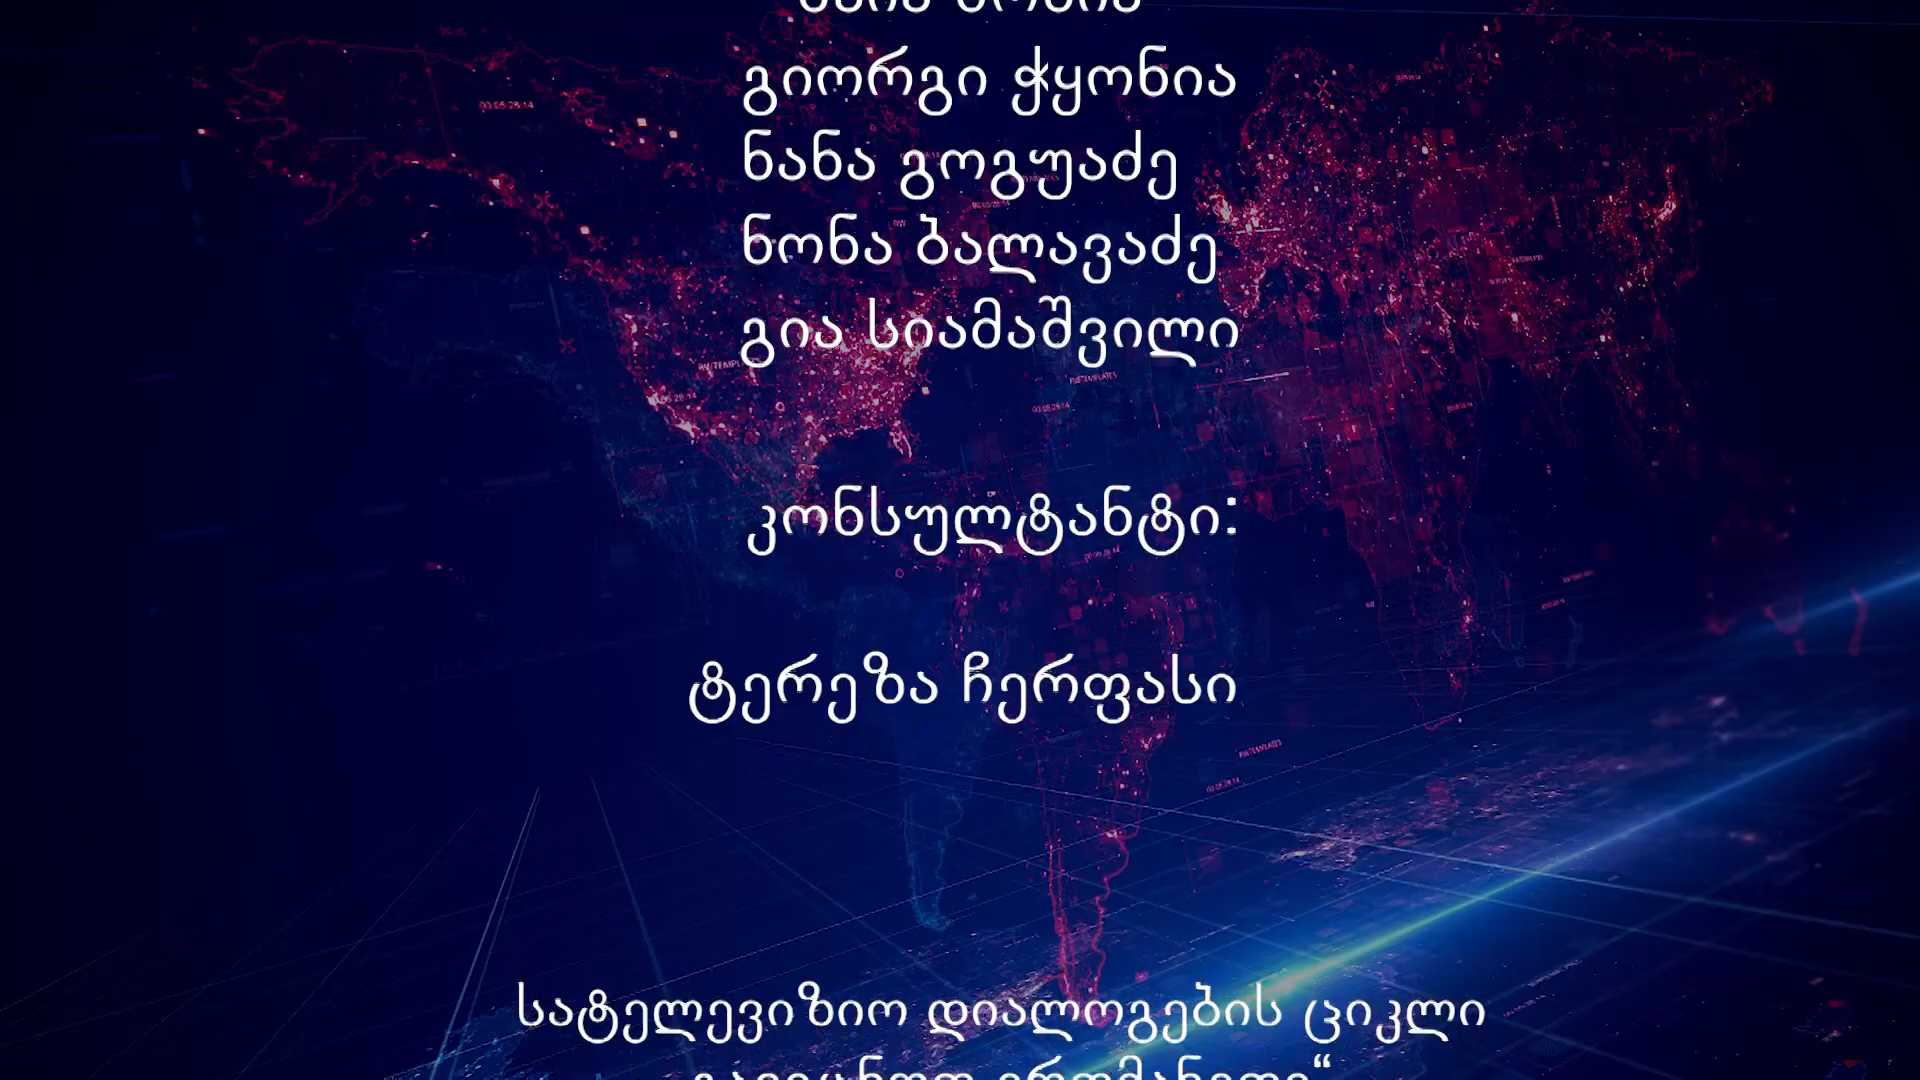 გიორგი ჭყონია
ნანა გოგუაძე
ნონა ბალავაძე
გია სიამაშვილი
კონსულტანტი:
ტერეზა ჩერფასი
სატელევიზიო დიალოგების ციკლი